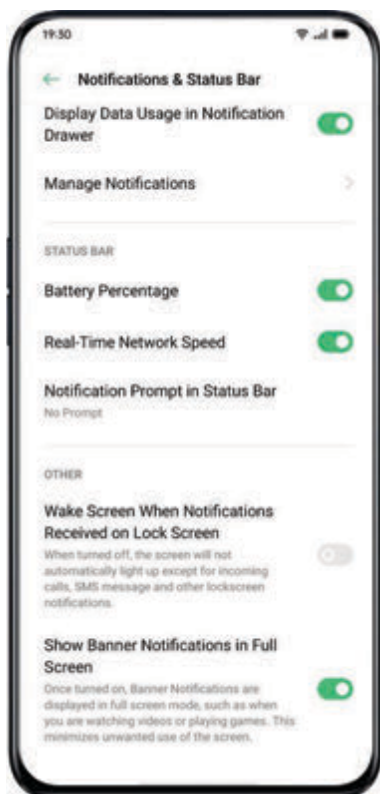 19:30
Notifications & Status Bar
Display Data Usage in Notification
Drawer
Manage Notifications
STATUS BAR
Battery Percentage
Real-Time Network Speed
Notification Prompt in Status Bar
No Prompt
OTHER
Wake Screen When Notifications
Received on Lock Screen
When turned off, the screen will not
automatically light up except for incoming
calls, SMS message and other lockscreen
notifications.
Show Banner Notifications in Full
Screen
Once turned on, Banner Notifications are
displayed in full screen mode, such as when
you are watching videos or playing games. This
minimizes unwanted use of the screen.